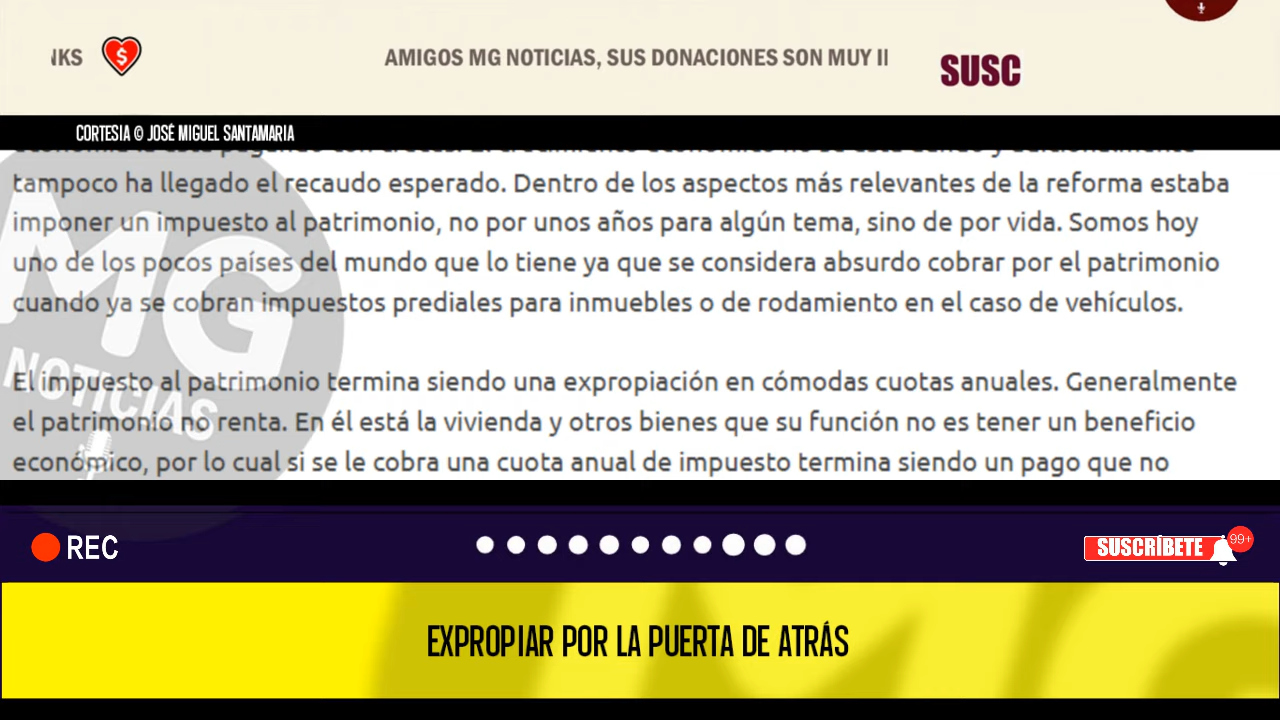 NKS
AMIGOS MG NOTICIAS, SUS DONACIONES SON MUY
SUSC
CORTESIA © JOSÉ MIGUEL SANTAMARIA
tampoco ha llegado el recaudo esperado. Dentro de los aspectos más relevantes de la reforma estaba
imponer un impuesto al patrimonio, no por unos años para algún tema, sino de por vida. Somos hoy
uno de los pocos países del mundo que lo tiene ya que se considera absurdo cobrar por el patrimonio
cuando ya se cobran impuestos prediales para inmuebles o de rodamiento en el caso de vehículos.
MG
NOTICIAS
El impuesto al patrimonio termina siendo una expropiación en cómodas cuotas anuales. Generalmente
el patrimonio no renta. En él está la vivienda y otros bienes que su función no es tener un beneficio
económico, por lo cual si se le cobra una cuota anual de impuesto termina siendo un pago que no
REC
SUSCRÍBETE
99+
EXPROPIAR POR LA PUERTA DE ATRÁS